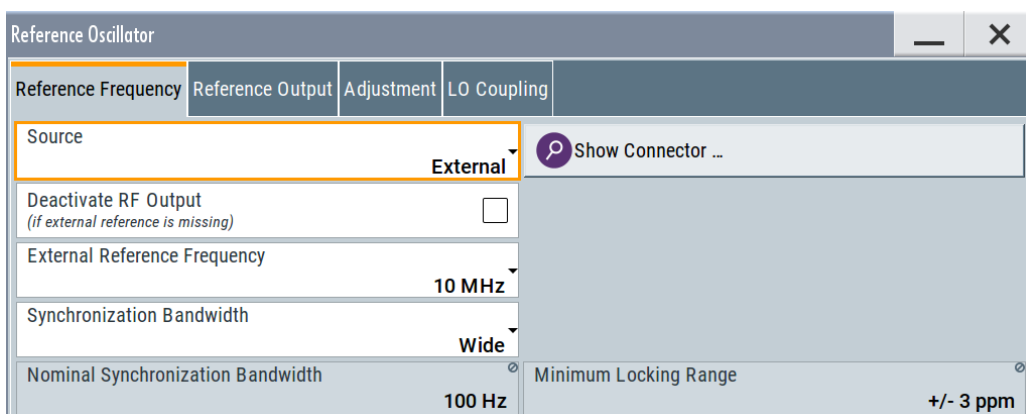 Reference Oscillator
Reference Frequency Reference Output Adjustment LO Coupling
Source
External
Show Connector ...
Deactivate RF Output
(if external reference is missing)
External Reference Frequency
10 MHz
Synchronization Bandwidth
Wide
Nominal Synchronization Bandwidth
100 Hz
Minimum Locking Range
+/- 3 ppm